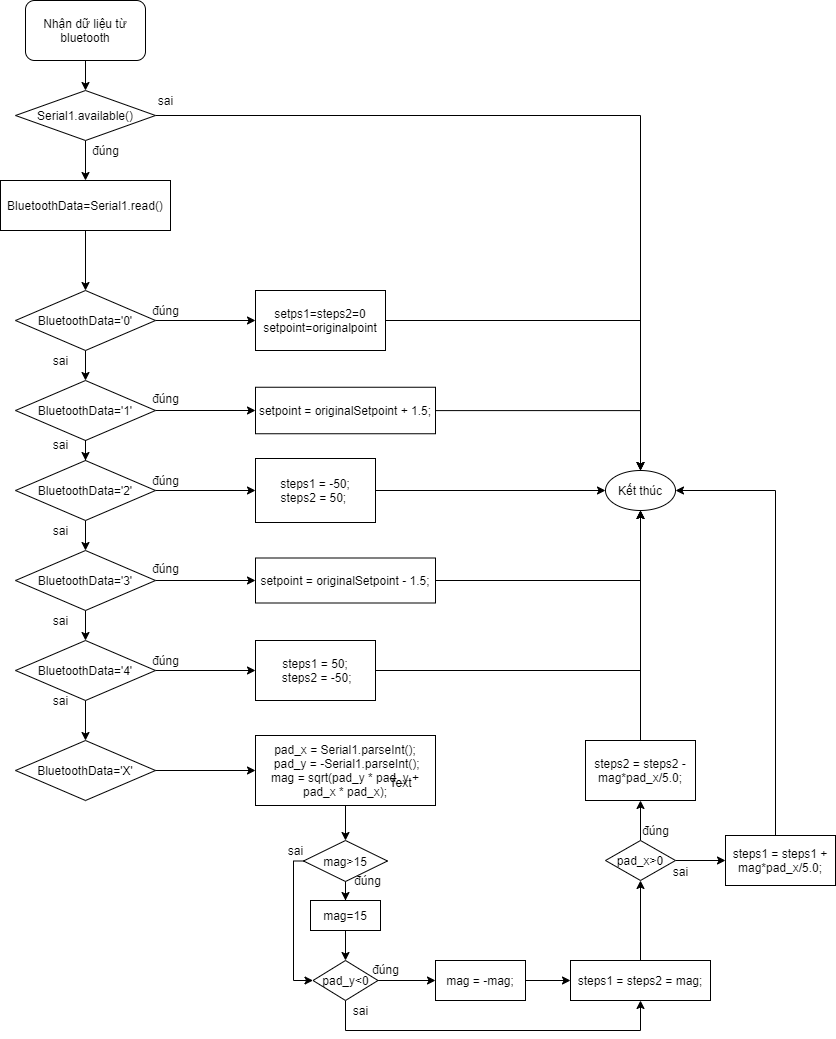 Nhận dữ liệu từ
bluetooth
sai
Serial1.available()
đúng
BluetoothData=Serial1.read()
BluetoothData='0'
đúng
setps1=steps2=0
setpoint=originalpoint
sai
BluetoothData='1'
đúng
setpoint = originalSetpoint + 1.5;
sai
BluetoothData='2'
đúng
steps1 = -50;
steps2 = 50;
Kết thúc
sai
BluetoothData='3'
đúng
setpoint = originalSetpoint - 1.5;
sai
BluetoothData='4'
đúng
steps1 = 50;
steps2 = -50;
sai
BluetoothData='X'
pad_x = Serial1.parseInt();
pad_y = -Serial1.parseInt();
mag = sqrt(pad_y * pad_y +
pad_x * pad_x);
Text
steps2 = steps2 -
mag*pad_x/5.0;
đúng
sai
mag>15
đúng
pad_x>0
sai
steps1 = steps1 +
mag*pad_x/5.0;
mag=15
pad_y<0
đúng
mag = -mag;
steps1 = steps2 = mag;
sai